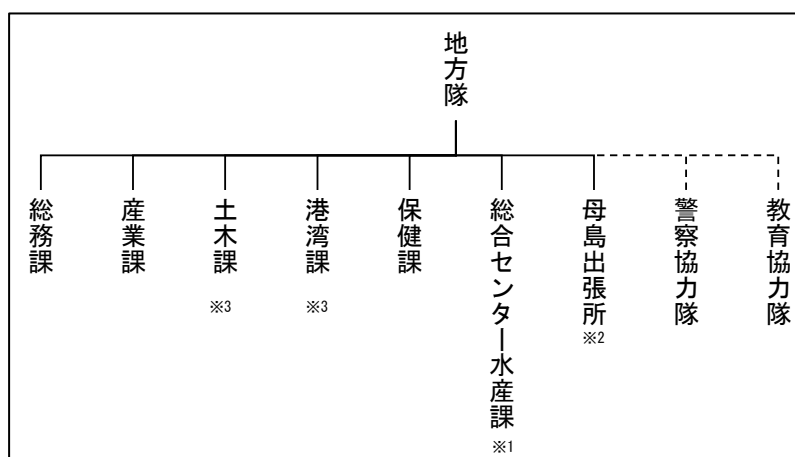 地方隊
総務課
産業課
土木課
※3
港湾課
※3
保健課
総合センター水産課
※1
母島出張所
※2
警察協力隊
教育協力隊